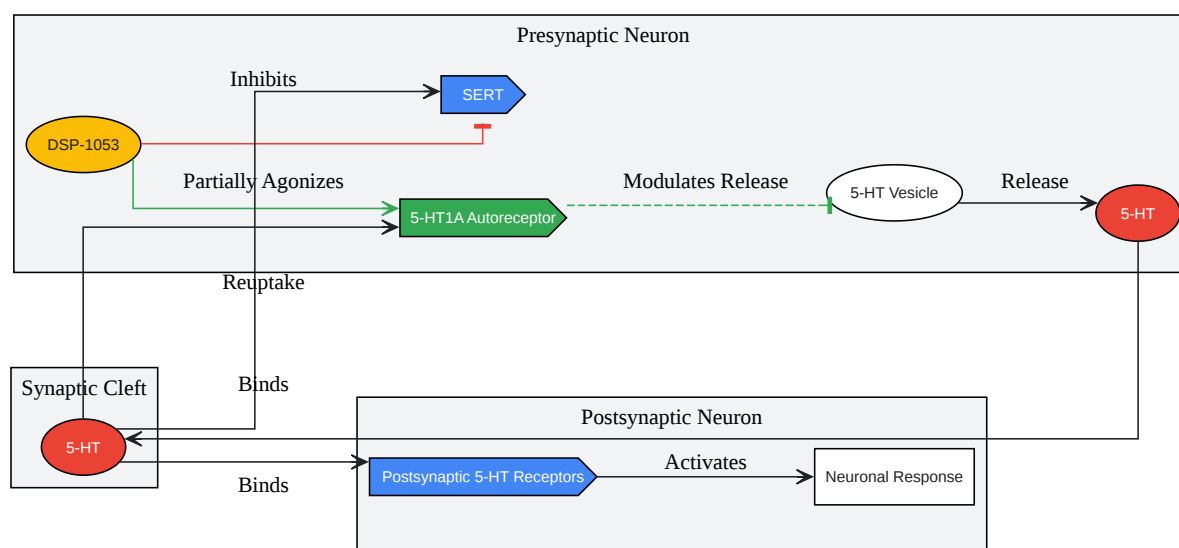 Presynaptic Neuron
Inhibits
SERT
DSP-1053
Partially Agonizes
Modulates Release
5-HT Vesicle
Release
5-HT1A Autoreceptor
5-HT
Reuptake
Synaptic Cleft
Binds
5-HT
Binds
Postsynaptic Neuron
Activates
Postsynaptic 5-HT Receptors
Neuronal Response